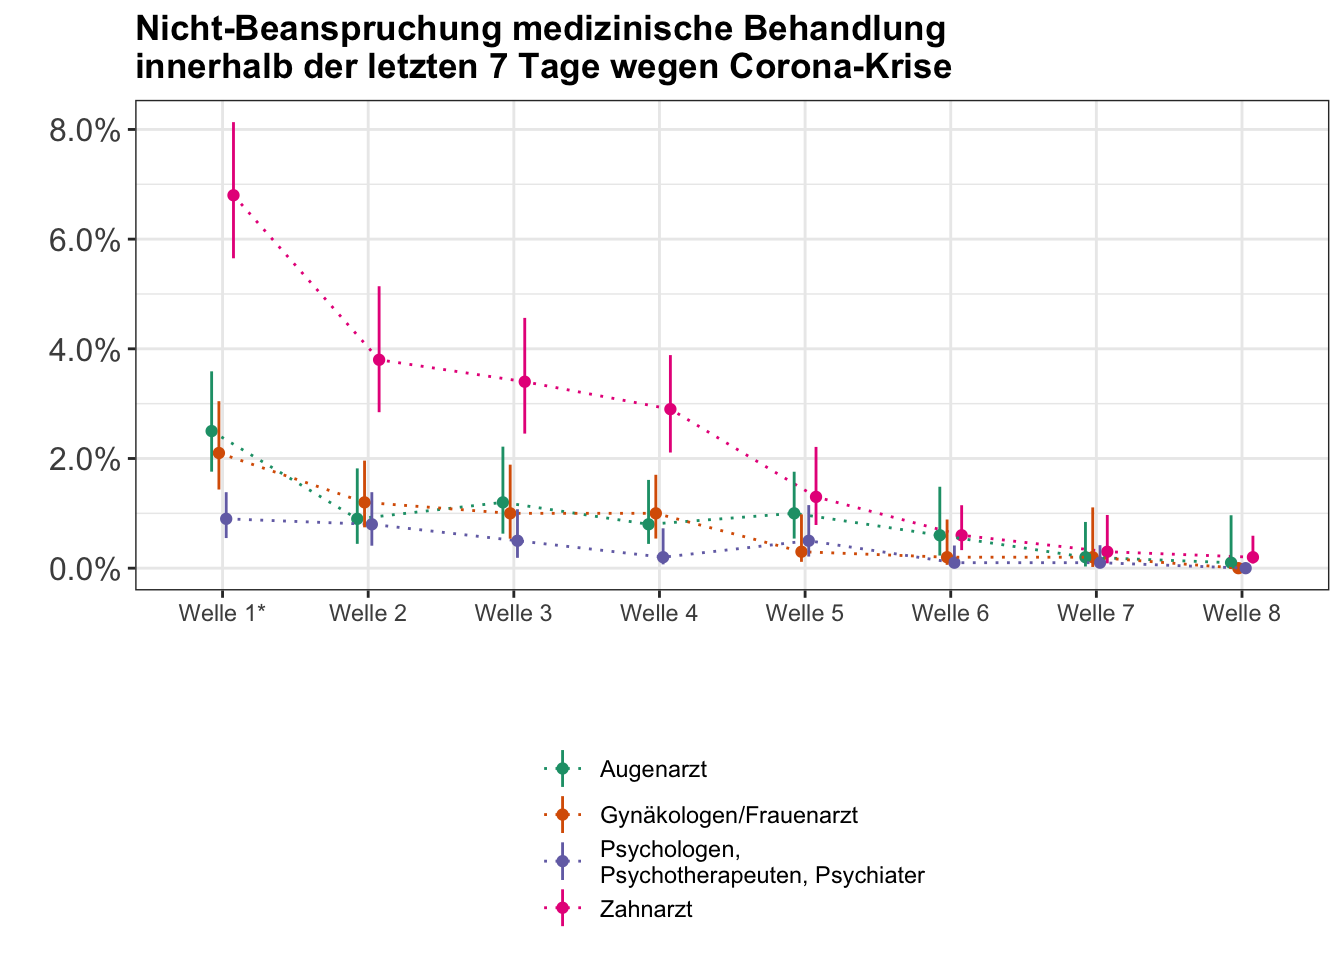 Nicht-Beanspruchung medizinische Behandlung
innerhalb der letzten 7 Tage wegen Corona-Krise
8.0%
6.0%
4.0%
2.0%
0.0%
Welle 1* Welle 2 Welle 3 Welle 4 Welle 5 Welle 6 Welle 7 Welle 8
Augenarzt
Gynäkologen/Frauenarzt
Psychologen,
Psychotherapeuten, Psychiater
Zahnarzt